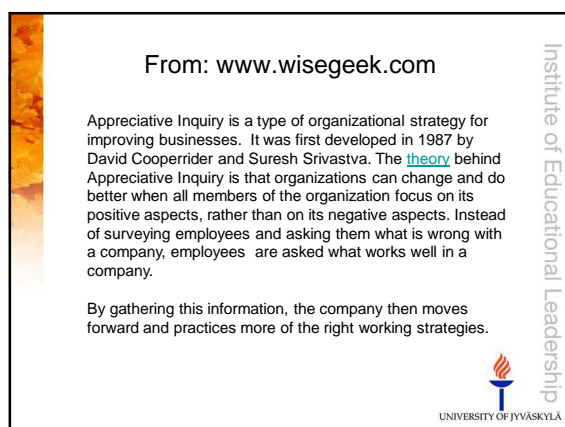 From: www.wisegeek.com
Appreciative Inquiry is a type of organizational strategy for
improving businesses.  It was first developed in 1987 by
David Cooperrider and Suresh Srivastva. The theory behind
Appreciative Inquiry is that organizations can change and do
better when all members of the organization focus on its
positive aspects, rather than on its negative aspects. Instead
of surveying employees and asking them what is wrong with
a company, employees  are asked what works well in a
company.
By gathering this information, the company then moves
forward and practices more of the right working strategies.
Institute of Educational Leadership
UNIVERSITY OF JYVÄSKYLÄ